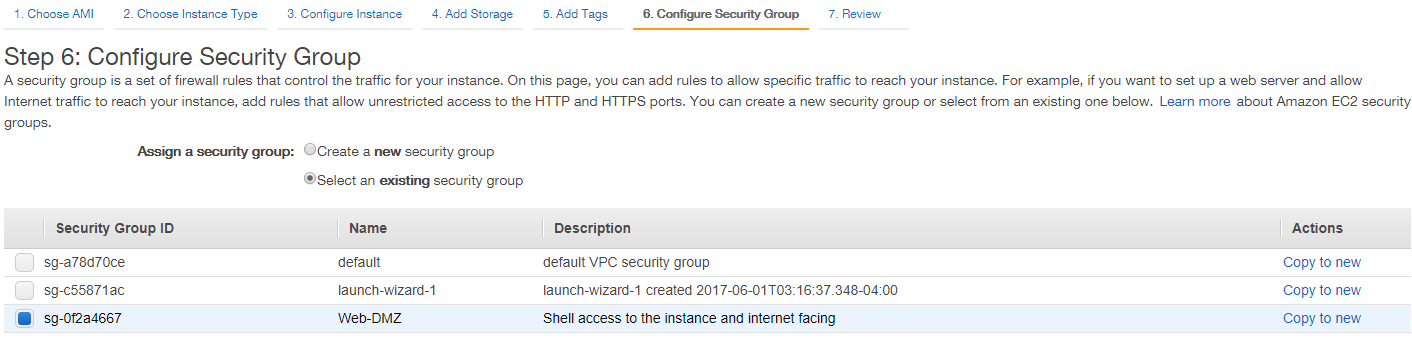 1. Choose AMI 2. Choose Instance Type 3. Configure Instance 4. Add Storage 5. Add Tags 6. Configure Security Group 7. Review
Step 6: Configure Security Group
A security group is a set of firewall rules that control the traffic for your instance. On this page, you can add rules to allow specific traffic to reach your instance. For example, if you want to set up a web server and allow
Internet traffic to reach your instance, add rules that allow unrestricted access to the HTTP and HTTPS ports. You can create a new security group or select from an existing one below. Learn more about Amazon EC2 security
groups.
Assign a security group: Create a new security group
Select an existing security group
Security Group ID Name Description Actions
sg-a78d70ce default default VPC security group Copy to new
sg-c55871ac launch-wizard-1 launch-wizard-1 created 2017-06-01T03:16:37.348-04:00 Copy to new
sg-0f2a4667 Web-DMZ Shell access to the instance and internet facing Copy to new